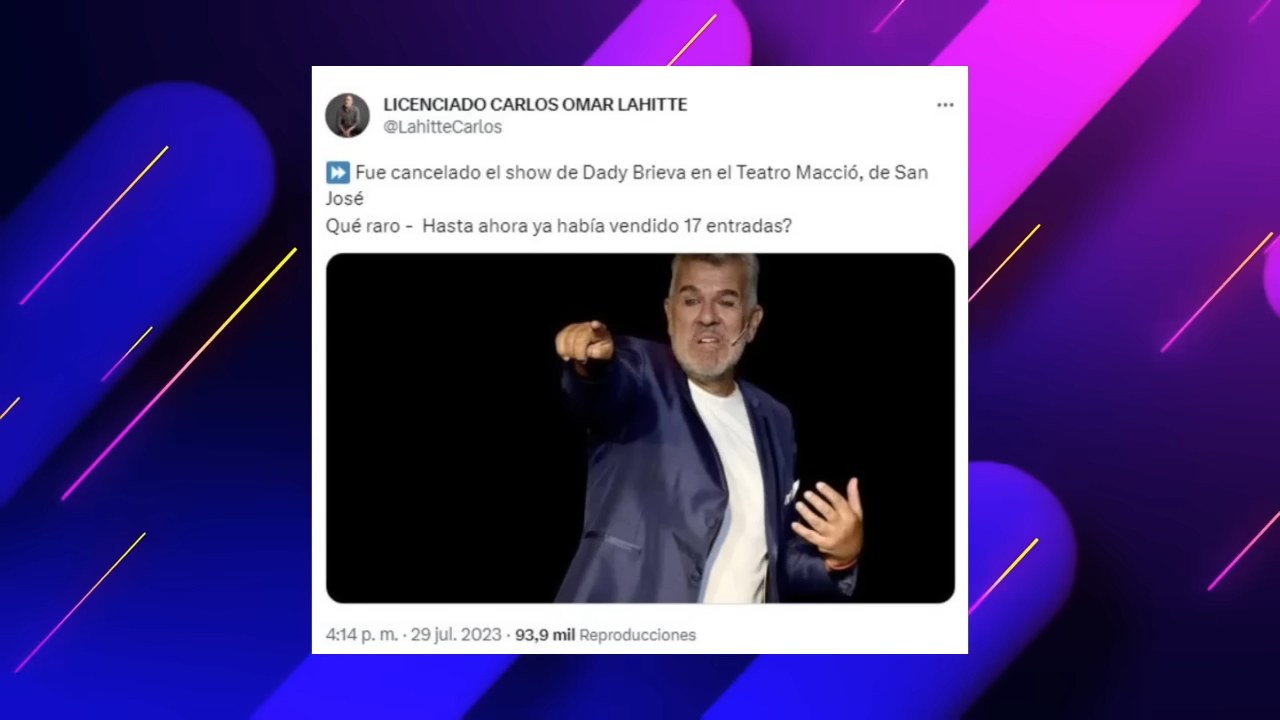 LICENCIADO CARLOS OMAR LAHITTE
@LahitteCarlos
⏩ Fue cancelado el show de Dady Brieva en el Teatro Macció, de San
José
Qué raro - Hasta ahora ya había vendido 17 entradas?
4:14 p. m. · 29 jul. 2023 · 93,9 mil Reproducciones